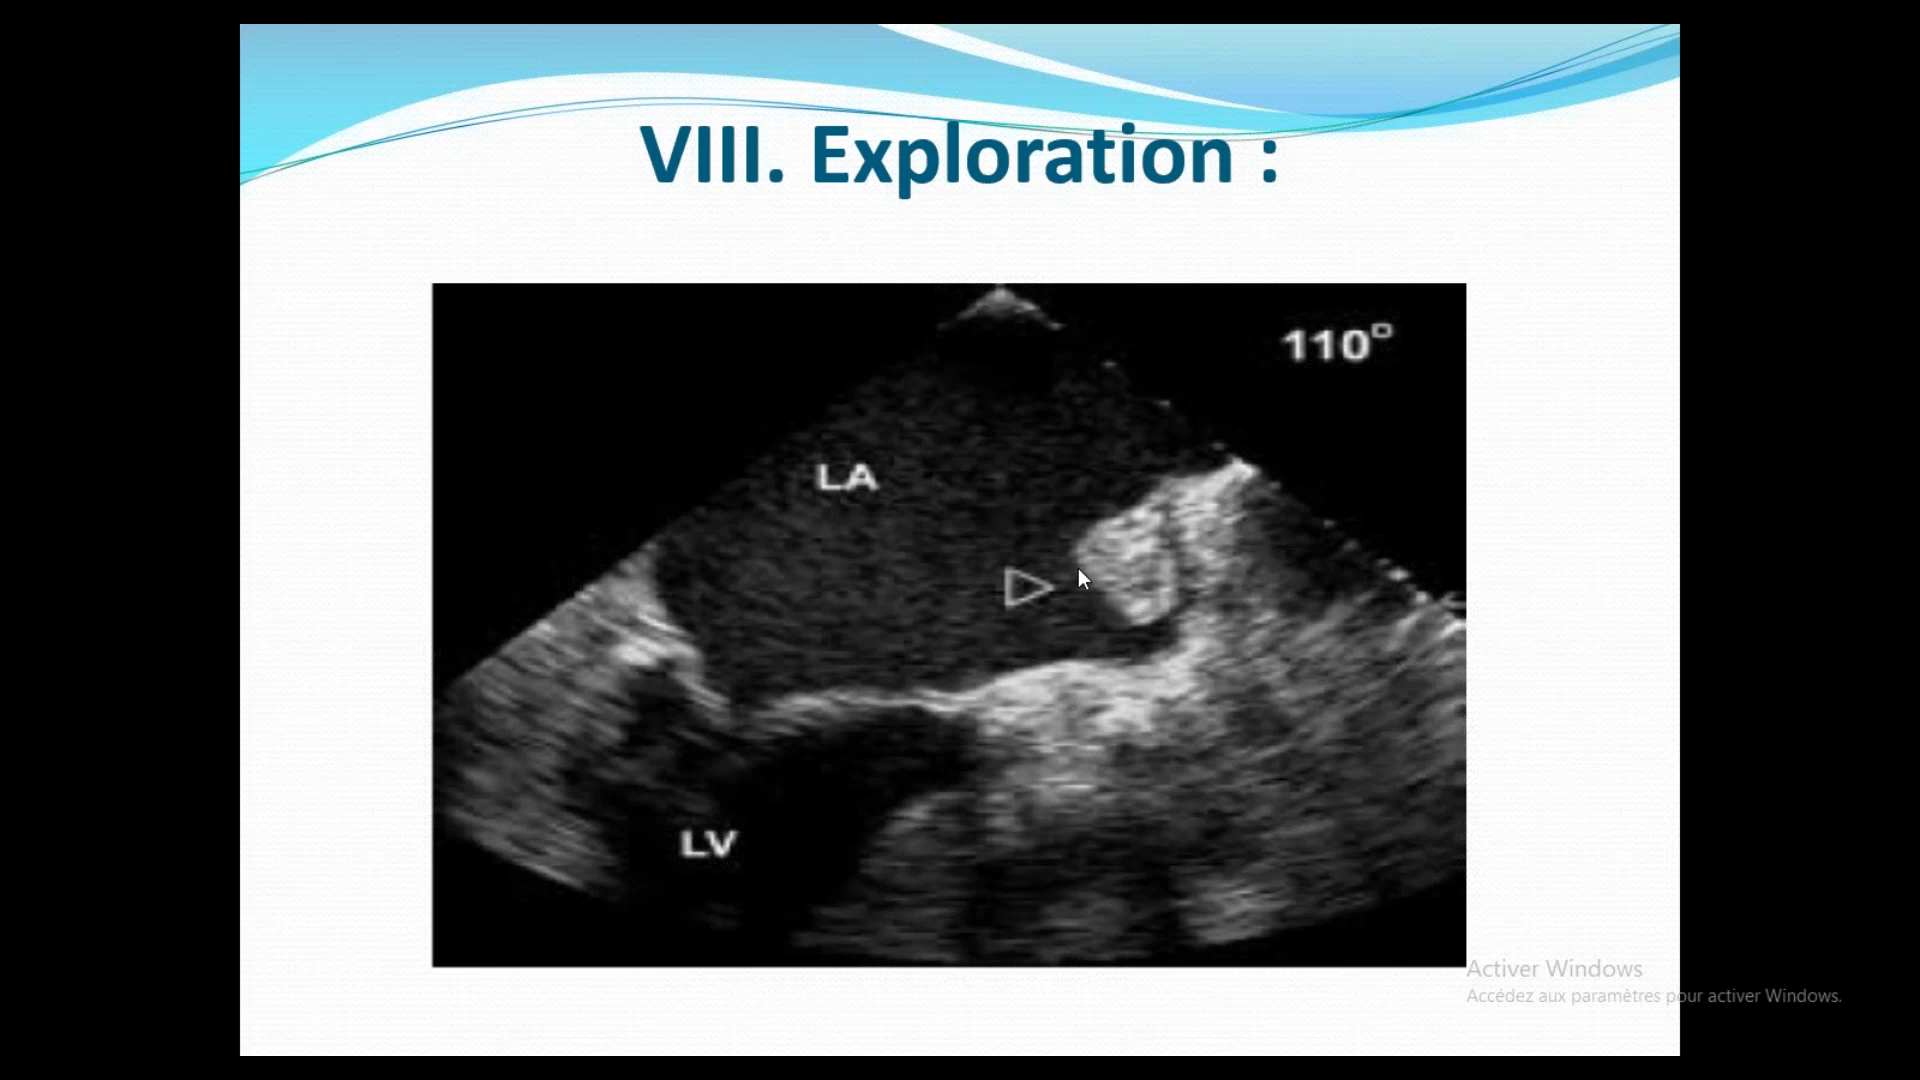 VIII. Exploration :
110°
LA
LV
Activer Windows
Accédez aux paramètres pour activer Windows.